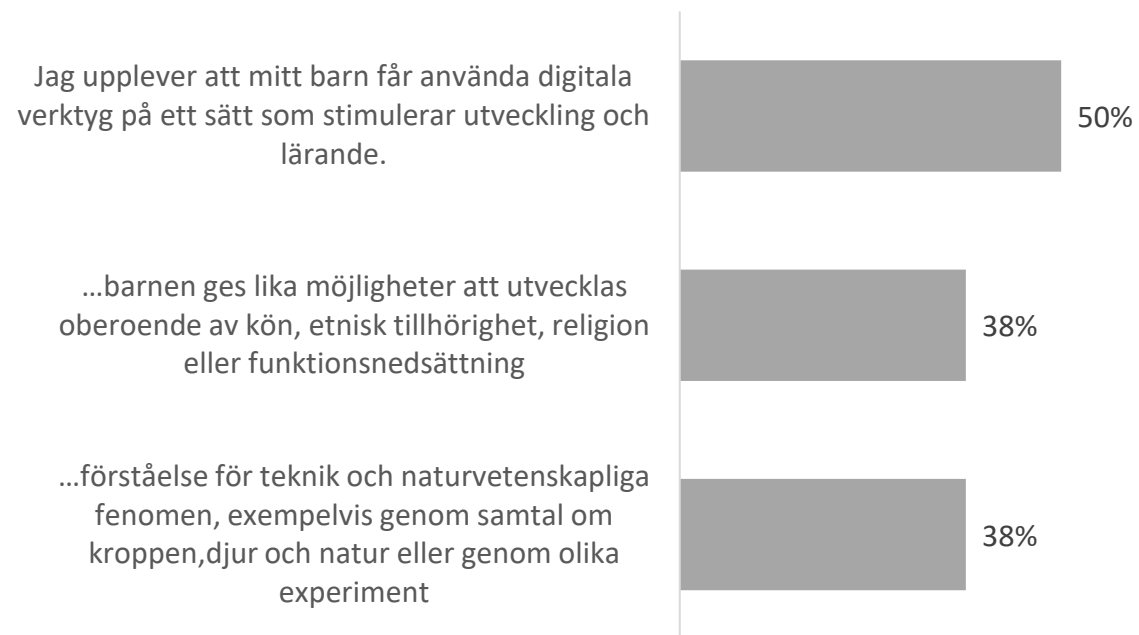 Jag upplever att mitt barn får använda digitala
verktyg på ett sätt som stimulerar utveckling och
lärande.
50%
...barnen ges lika möjligheter att utvecklas
oberoende av kön, etnisk tillhörighet, religion
eller funktionsnedsättning
38%
...förståelse för teknik och naturvetenskapliga
fenomen, exempelvis genom samtal om
kroppen,djur och natur eller genom olika
experiment
38%